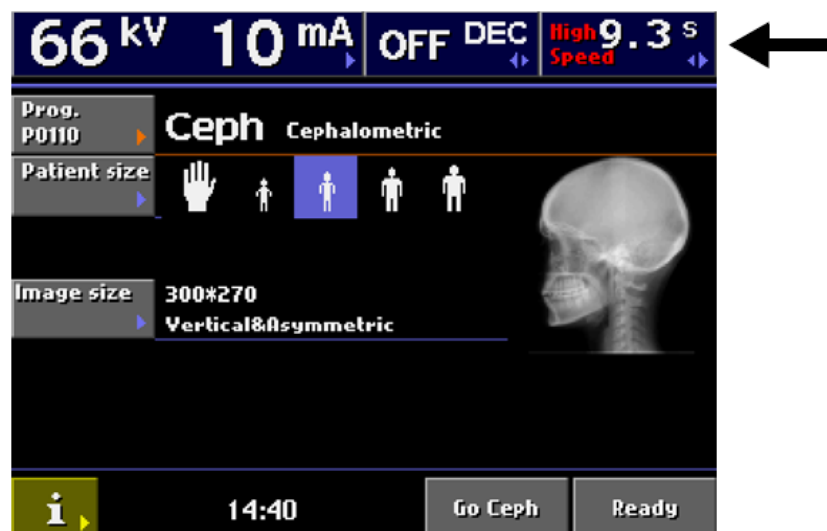 66 kV 10 mA OFF DEC High Speed 9.3 s
Prog.
P0110
Ceph Cephalometric
Patient size
Image size
300*270
Vertical&Asymmetric
i 14:40 Go Ceph Ready